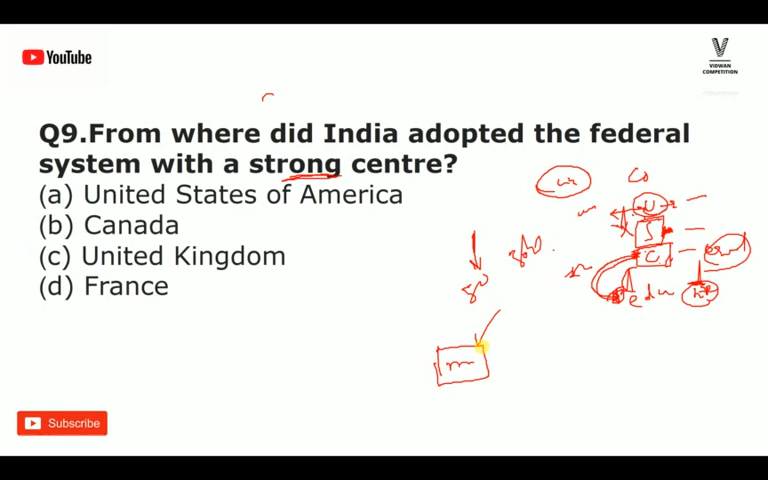 YouTube
VIDWAN
COMPETITION
Q9.From where did India adopted the federal
system with a strong centre?
(a) United States of America
(b) Canada
(c) United Kingdom
(d) France
U
S
C
edu
m
Subscribe